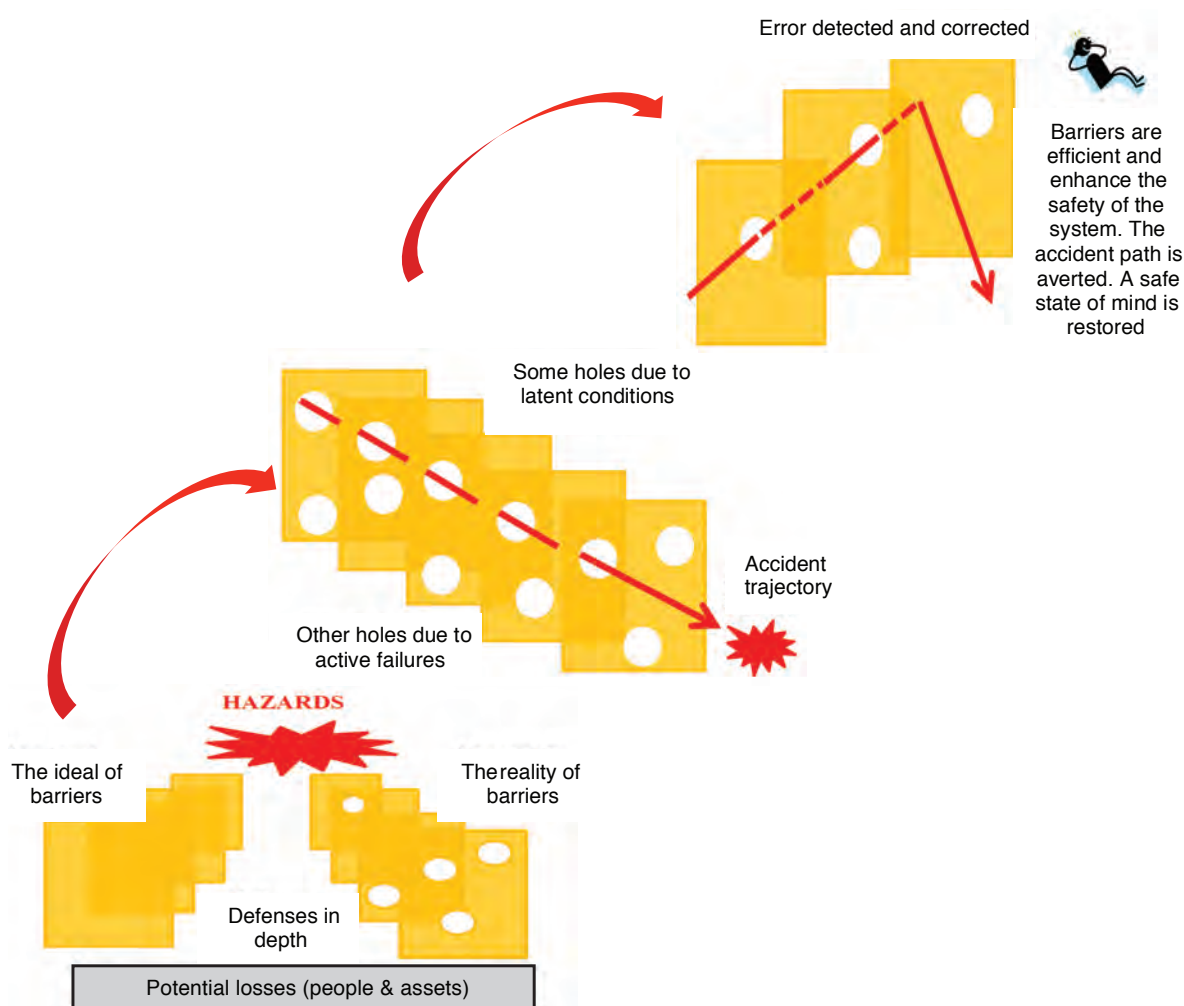 Error detected and corrected
Barriers are
efficient and
enhance the
safety of the
system. The
accident path is
averted. A safe
state of mind is
restored
Some holes due to
latent conditions
Accident
trajectory
Other holes due to
active failures
HAZARDS
The ideal of
barriers
Thereality of
barriers
Defenses in
depth
Potential losses (people & assets)